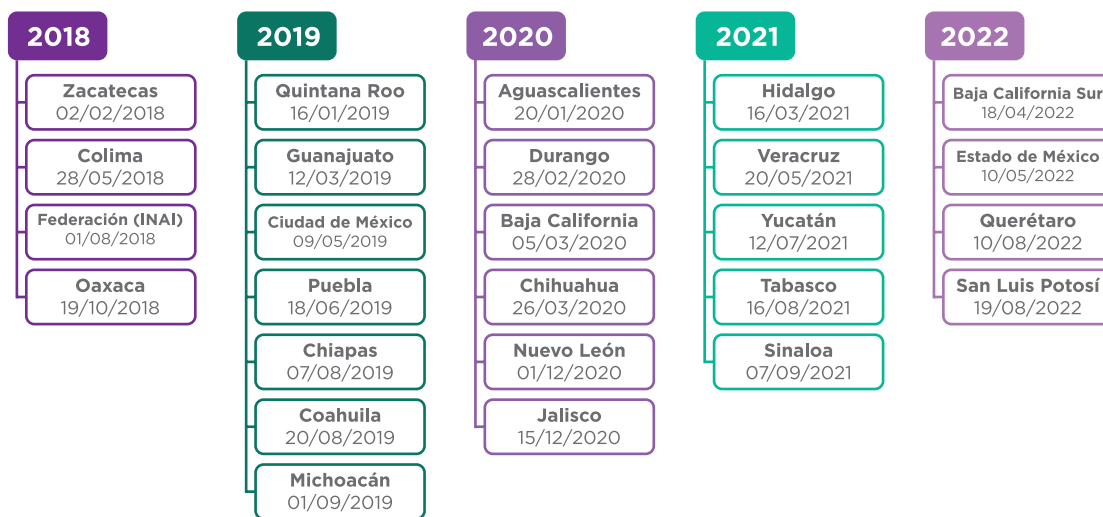 2018
Zacatecas
02/02/2018
Colima
28/05/2018
Federación (INAI)
01/08/2018
Oaxaca
19/10/2018
2019
Quintana Roo
16/01/2019
Guanajuato
12/03/2019
Ciudad de México
09/05/2019
Puebla
18/06/2019
Chiapas
07/08/2019
Coahuila
20/08/2019
Michoacán
01/09/2019
2020
Aguascalientes
20/01/2020
Durango
28/02/2020
Baja California
05/03/2020
Chihuahua
26/03/2020
Nuevo León
01/12/2020
Jalisco
15/12/2020
2021
Hidalgo
16/03/2021
Veracruz
20/05/2021
Yucatán
12/07/2021
Tabasco
16/08/2021
Sinaloa
07/09/2021
2022
Baja California Sur
18/04/2022
Estado de México
10/05/2022
Querétaro
10/08/2022
San Luis Potosí
19/08/2022